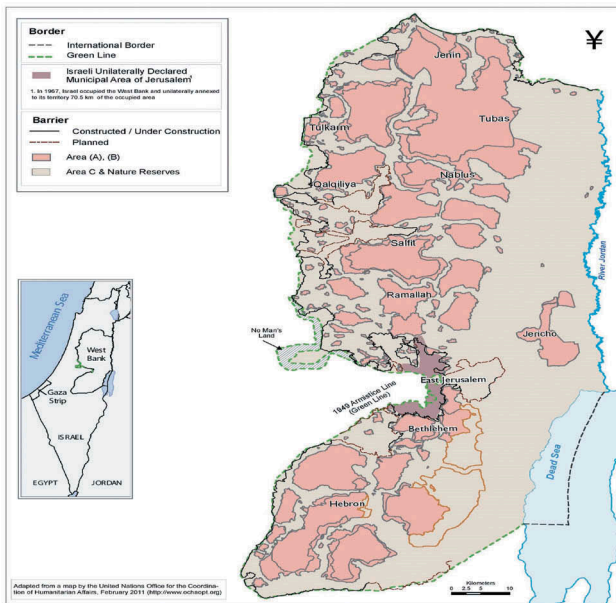 Border
International Border
Green Line
Israeli Unilaterally Declared
Municipal Area of Jerusalem¹
1. In 1967, Israel occupied the West Bank and unilaterally annexed
to its territory 70.5 km of the occupied area
Barrier
Constructed / Under Construction
Planned
Area (A), (B)
Area C & Nature Reserves
¥
Jenin
Tubas
Tulkarm
Nablus
Qalqiliya
Salfit
Ramallah
Jericho
River Jordan
No Man's
Land
East Jerusalem
1949 Armistice Line
(Green Line)
Bethlehem
Hebron
Dead Sea
Mediterranean Sea
West
Bank
Gaza
Strip
ISRAEL
EGYPT
JORDAN
Kilometers
0 2.5 5 10
Adapted from a map by the United Nations Office for the Coordina-
tion of Humanitarian Affairs, February 2011 (http://www.ochaopt.org)